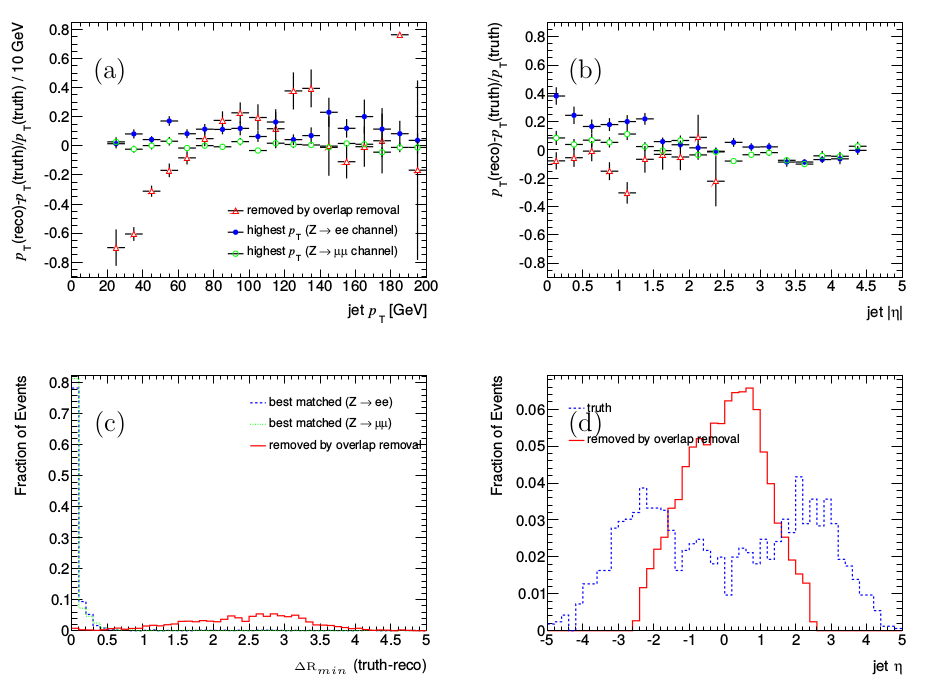 p_T(reco)-p_T(truth)/p_T(truth) / 10 GeV
0.8
0.6
0.4
0.2
0
-0.2
-0.4
-0.6
-0.8
(a)
removed by overlap removal
highest p_T (Z → ee channel)
highest p_T (Z → μμ channel)
0 20 40 60 80 100 120 140 160 180 200
jet p_T [GeV]
p_T(reco)-p_T(truth)/p_T(truth)
0.8
0.6
0.4
0.2
0
-0.2
-0.4
-0.6
-0.8
(b)
0 0.5 1 1.5 2 2.5 3 3.5 4 4.5 5
jet |η|
Fraction of Events
0.8
0.7
0.6
0.5
0.4
0.3
0.2
0.1
0
(c)
best matched (Z → ee)
best matched (Z → μμ)
removed by overlap removal
0 0.5 1 1.5 2 2.5 3 3.5 4 4.5 5
ΔR_min (truth-reco)
Fraction of Events
0.06
0.05
0.04
0.03
0.02
0.01
0
(d)
truth
removed by overlap removal
-5 -4 -3 -2 -1 0 1 2 3 4 5
jet η